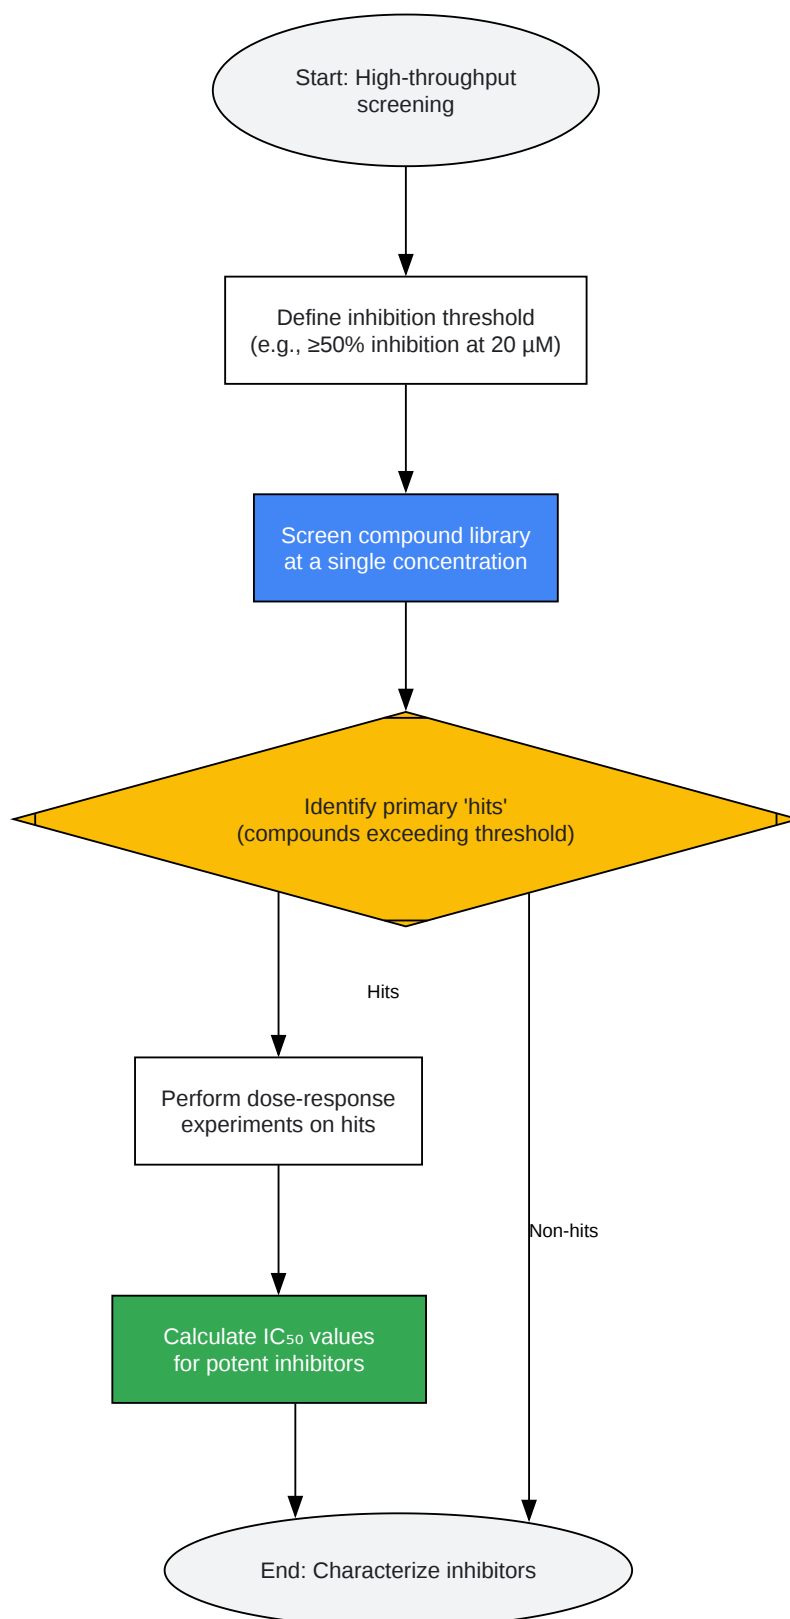 Start: High-throughput
screening
Define inhibition threshold
(e.g., ≥50% inhibition at 20 µM)
Screen compound library
at a single concentration
Identify primary 'hits'
(compounds exceeding threshold)
Hits
Perform dose-response
experiments on hits
Non-hits
Calculate IC₅₀ values
for potent inhibitors
End: Characterize inhibitors